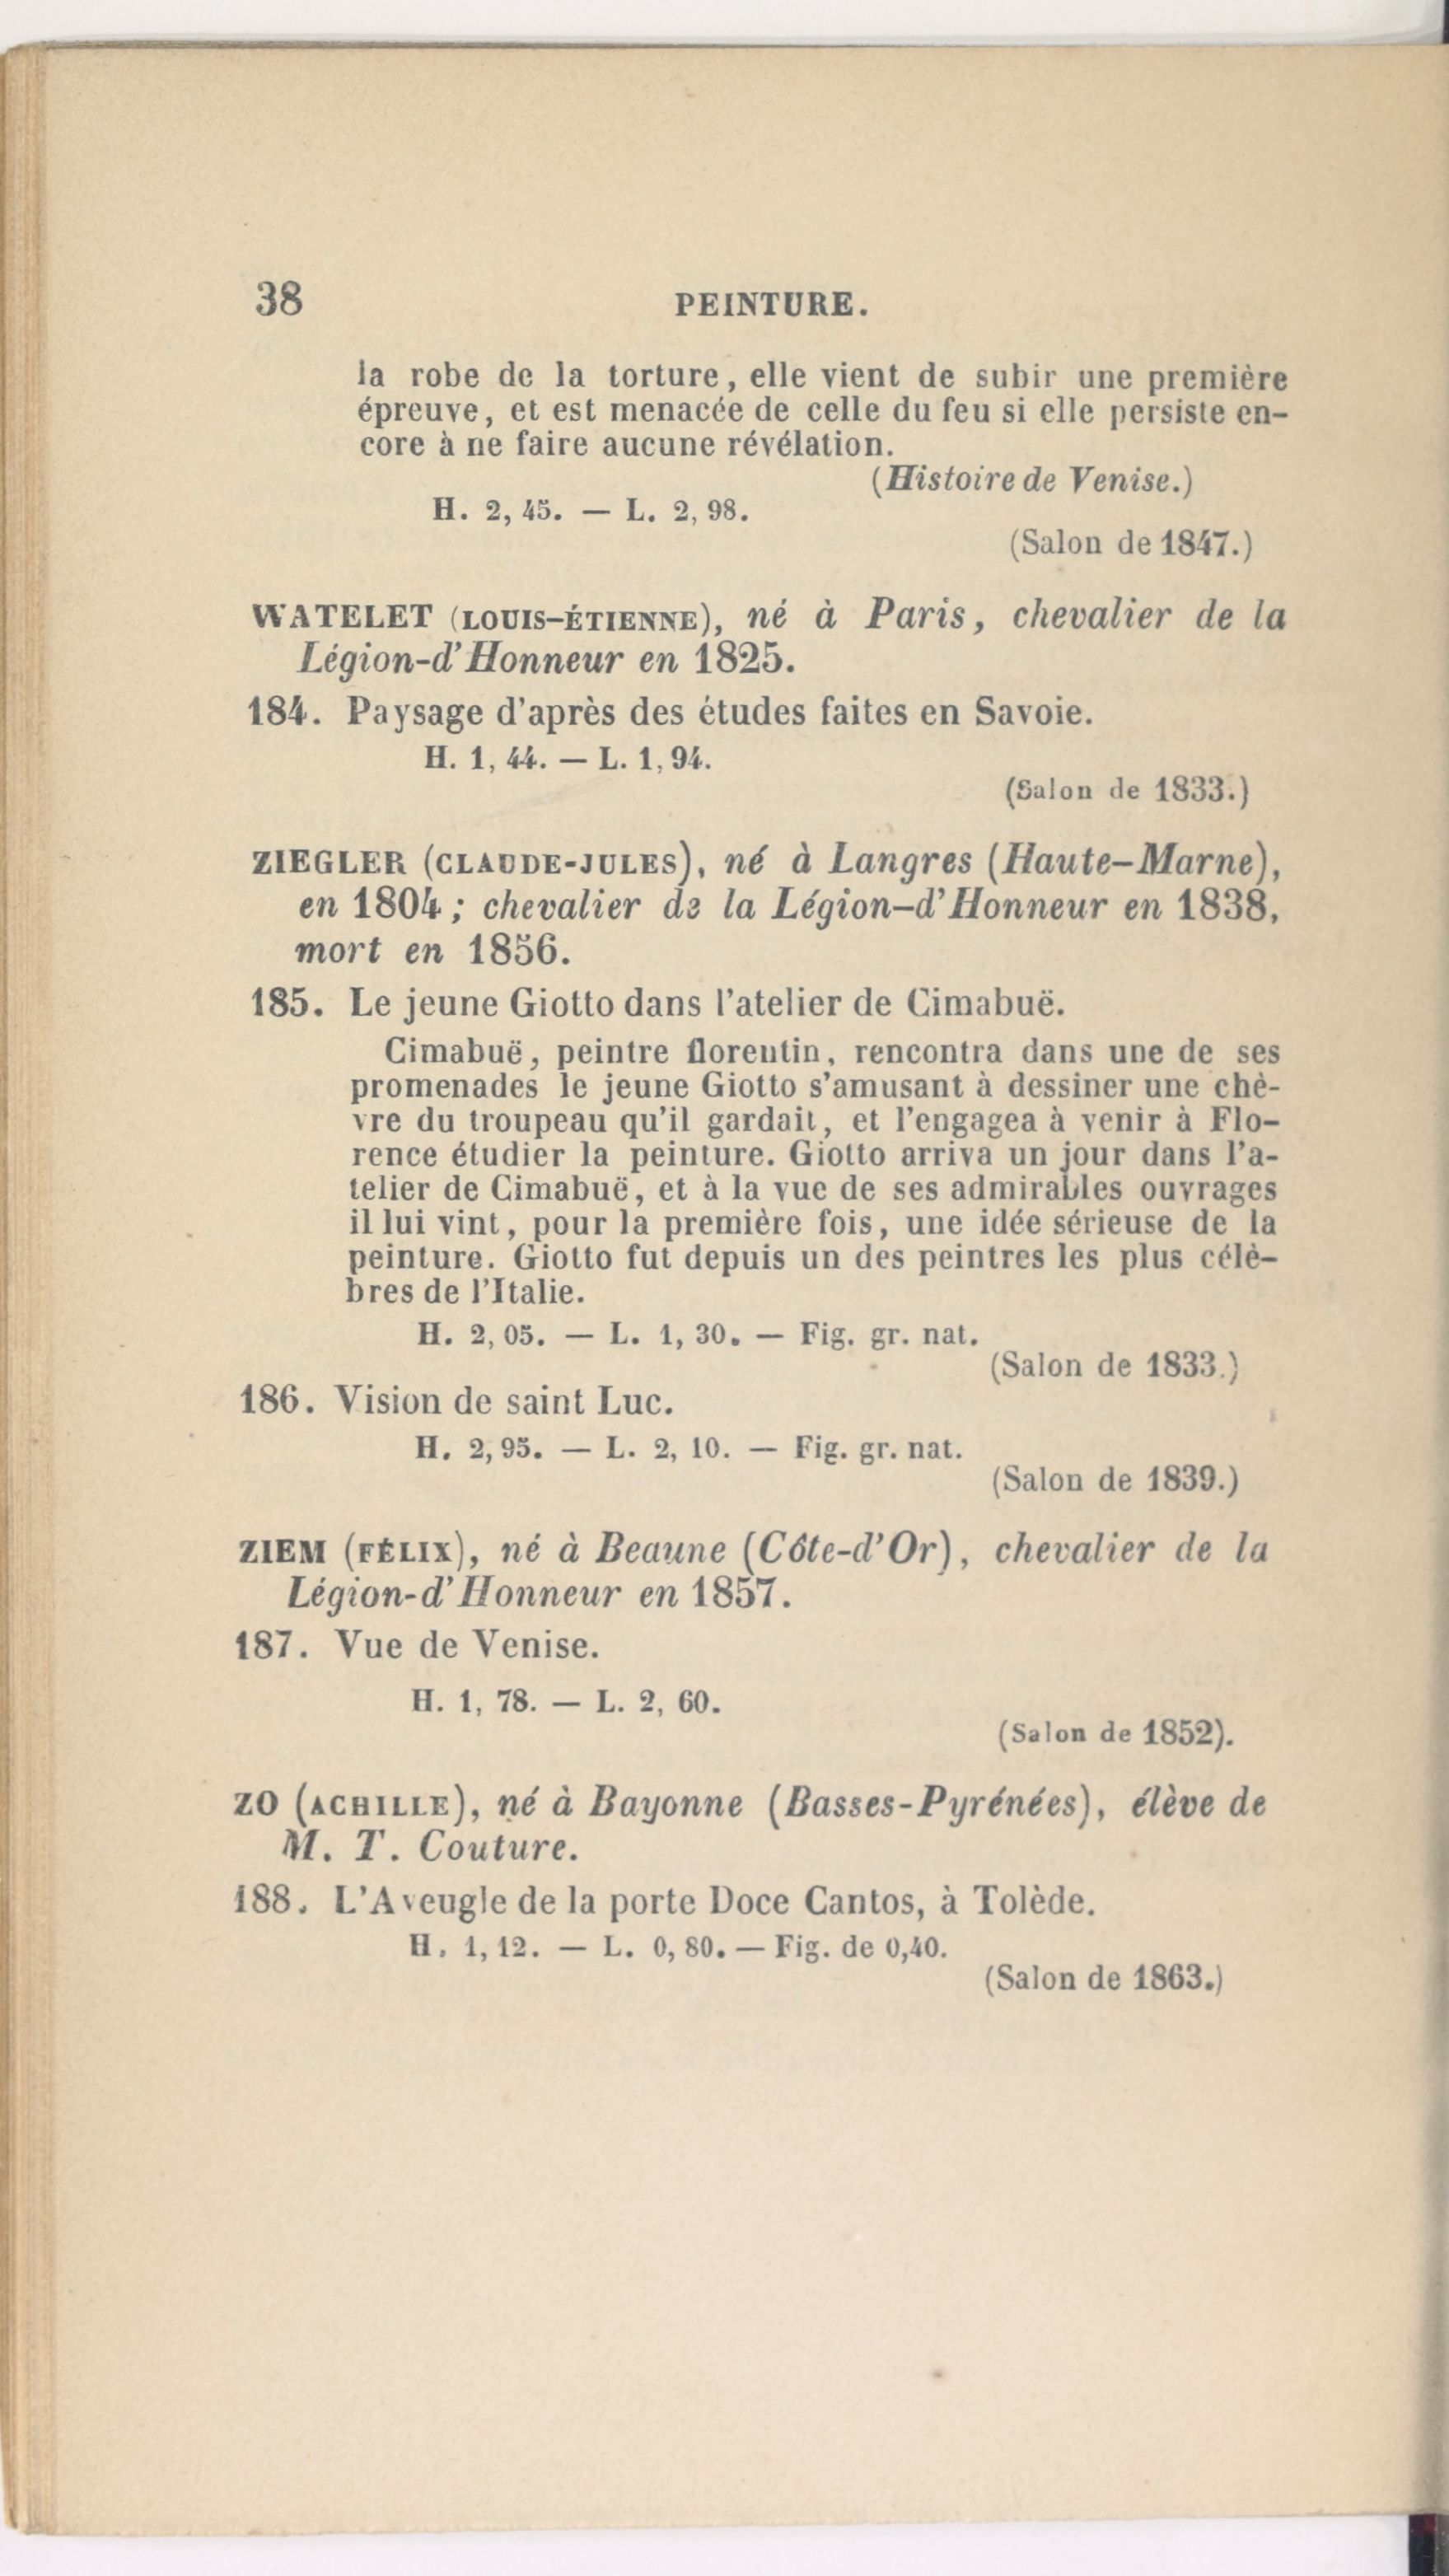 38 PEINTURE.
la robe de la torture, elle vient de subir une première
épreuve, et est menacée de celle du feu si elle persiste en-
core à ne faire aucune révélation.
(Histoire de Venise.)
H. 2, 45. — L. 2, 98.
(Salon de 1847.)
WATELET (LOUIS-ÉTIENNE), né à Paris, chevalier de la
Légion-d'Honneur en 1825.
184. Paysage d'après des études faites en Savoie.
H. 1, 44. — L. 1, 94.
(Salon de 1833.)
ZIEGLER (CLAUDE-JULES), né à Langres (Haute-Marne),
en 1804; chevalier de la Légion-d'Honneur en 1838,
mort en 1856.
185. Le jeune Giotto dans l'atelier de Cimabuë.
Cimabuë, peintre florentin, rencontra dans une de ses
promenades le jeune Giotto s'amusant à dessiner une chè-
vre du troupeau qu'il gardait, et l'engagea à venir à Flo-
rence étudier la peinture. Giotto arriva un jour dans l'a-
telier de Cimabuë, et à la vue de ses admirables ouvrages
il lui vint, pour la première fois, une idée sérieuse de la
peinture. Giotto fut depuis un des peintres les plus célè-
bres de l'Italie.
H. 2, 05. — L. 1, 30. — Fig. gr. nat.
(Salon de 1833.)
186. Vision de saint Luc.
H. 2, 95. — L. 2, 10. — Fig. gr. nat.
(Salon de 1839.)
ZIEM (FÉLIX), né à Beaune (Côte-d'Or), chevalier de la
Légion-d'Honneur en 1857.
187. Vue de Venise.
H. 1, 78. — L. 2, 60.
(Salon de 1852).
ZO (ACHILLE), né à Bayonne (Basses-Pyrénées), élève de
M. T. Couture.
188. L'Aveugle de la porte Doce Cantos, à Tolède.
H. 1, 12. — L. 0, 80. — Fig. de 0,40.
(Salon de 1863.)